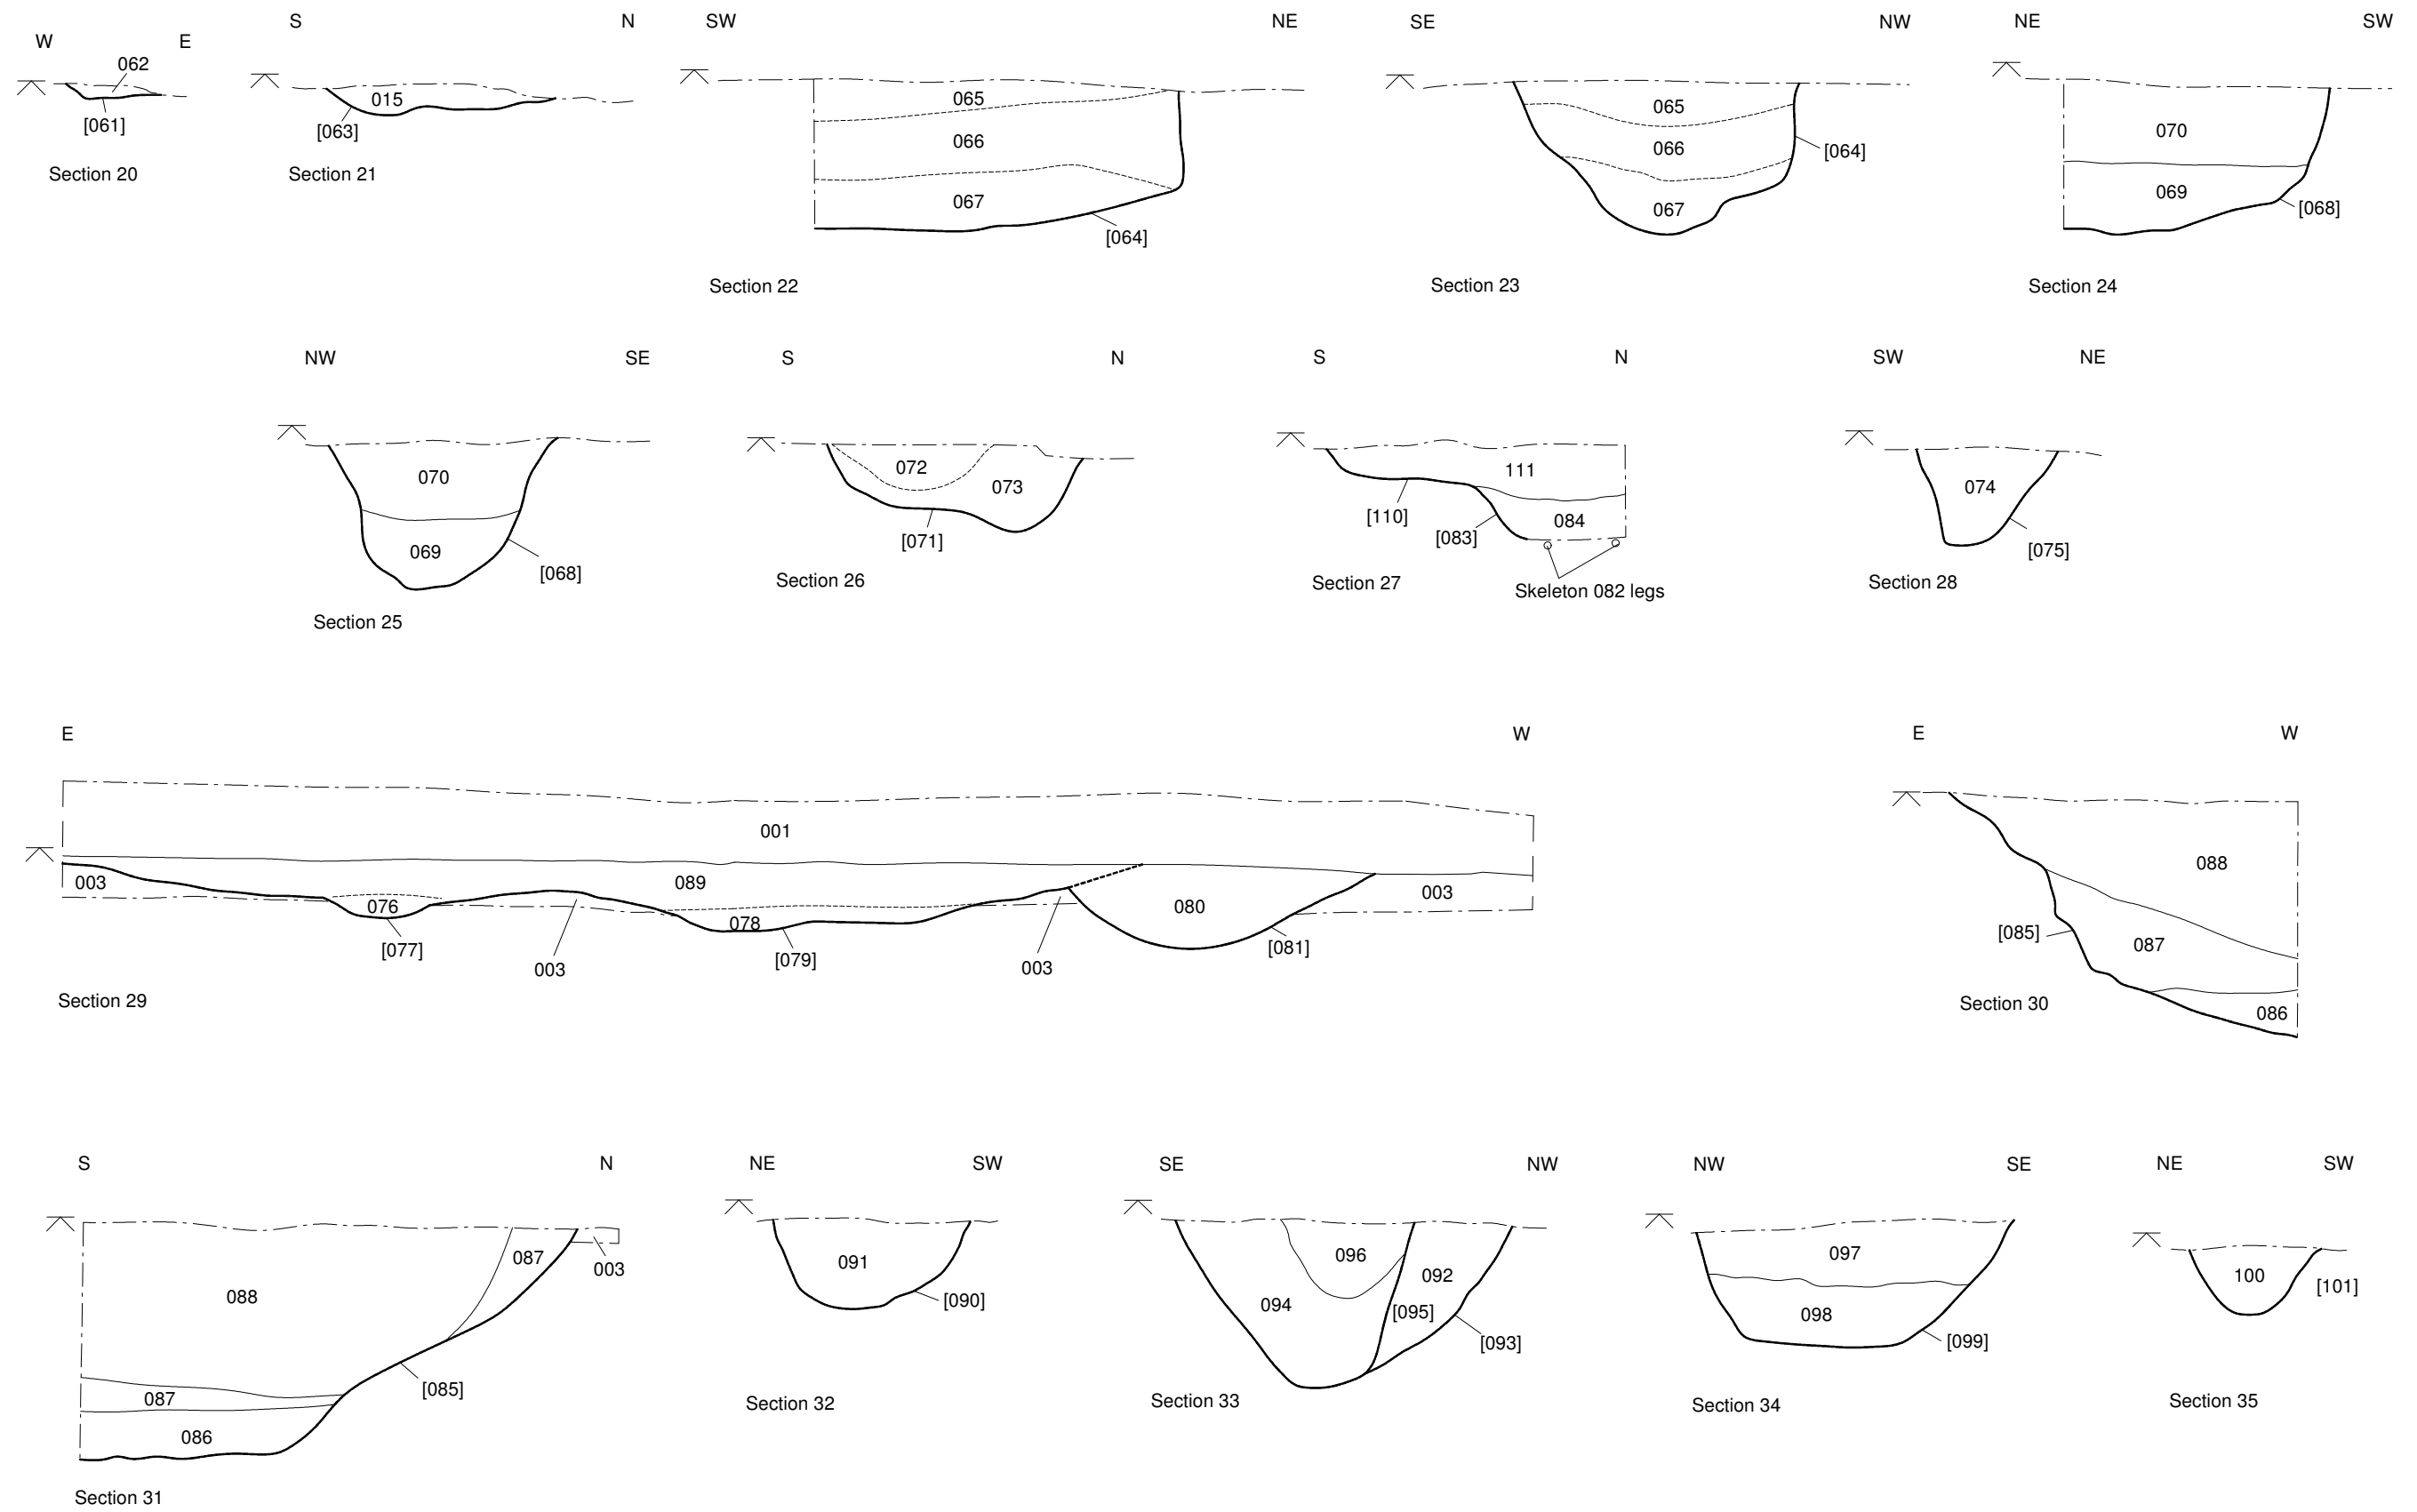 W
E
062
[061]
Section 20
S
N
015
[063]
Section 21
SW
NE
065
066
067
[064]
Section 22
SE
NW
065
066
067
[064]
Section 23
NE
SW
070
069
[068]
Section 24
NW
SE
070
069
[068]
Section 25
S
N
072
073
[071]
Section 26
S
N
111
[110]
[083]
084
Section 27
Skeleton 082 legs
SW
NE
074
[075]
Section 28
E
W
001
003
089
003
076
078
080
[077]
003
[079]
003
[081]
Section 29
E
W
088
[085]
087
086
Section 30
S
N
087
003
088
[085]
087
086
Section 31
NE
SW
091
[090]
Section 32
SE
NW
096
092
094
[095]
[093]
Section 33
NW
SE
097
098
[099]
Section 34
NE
SW
100
[101]
Section 35